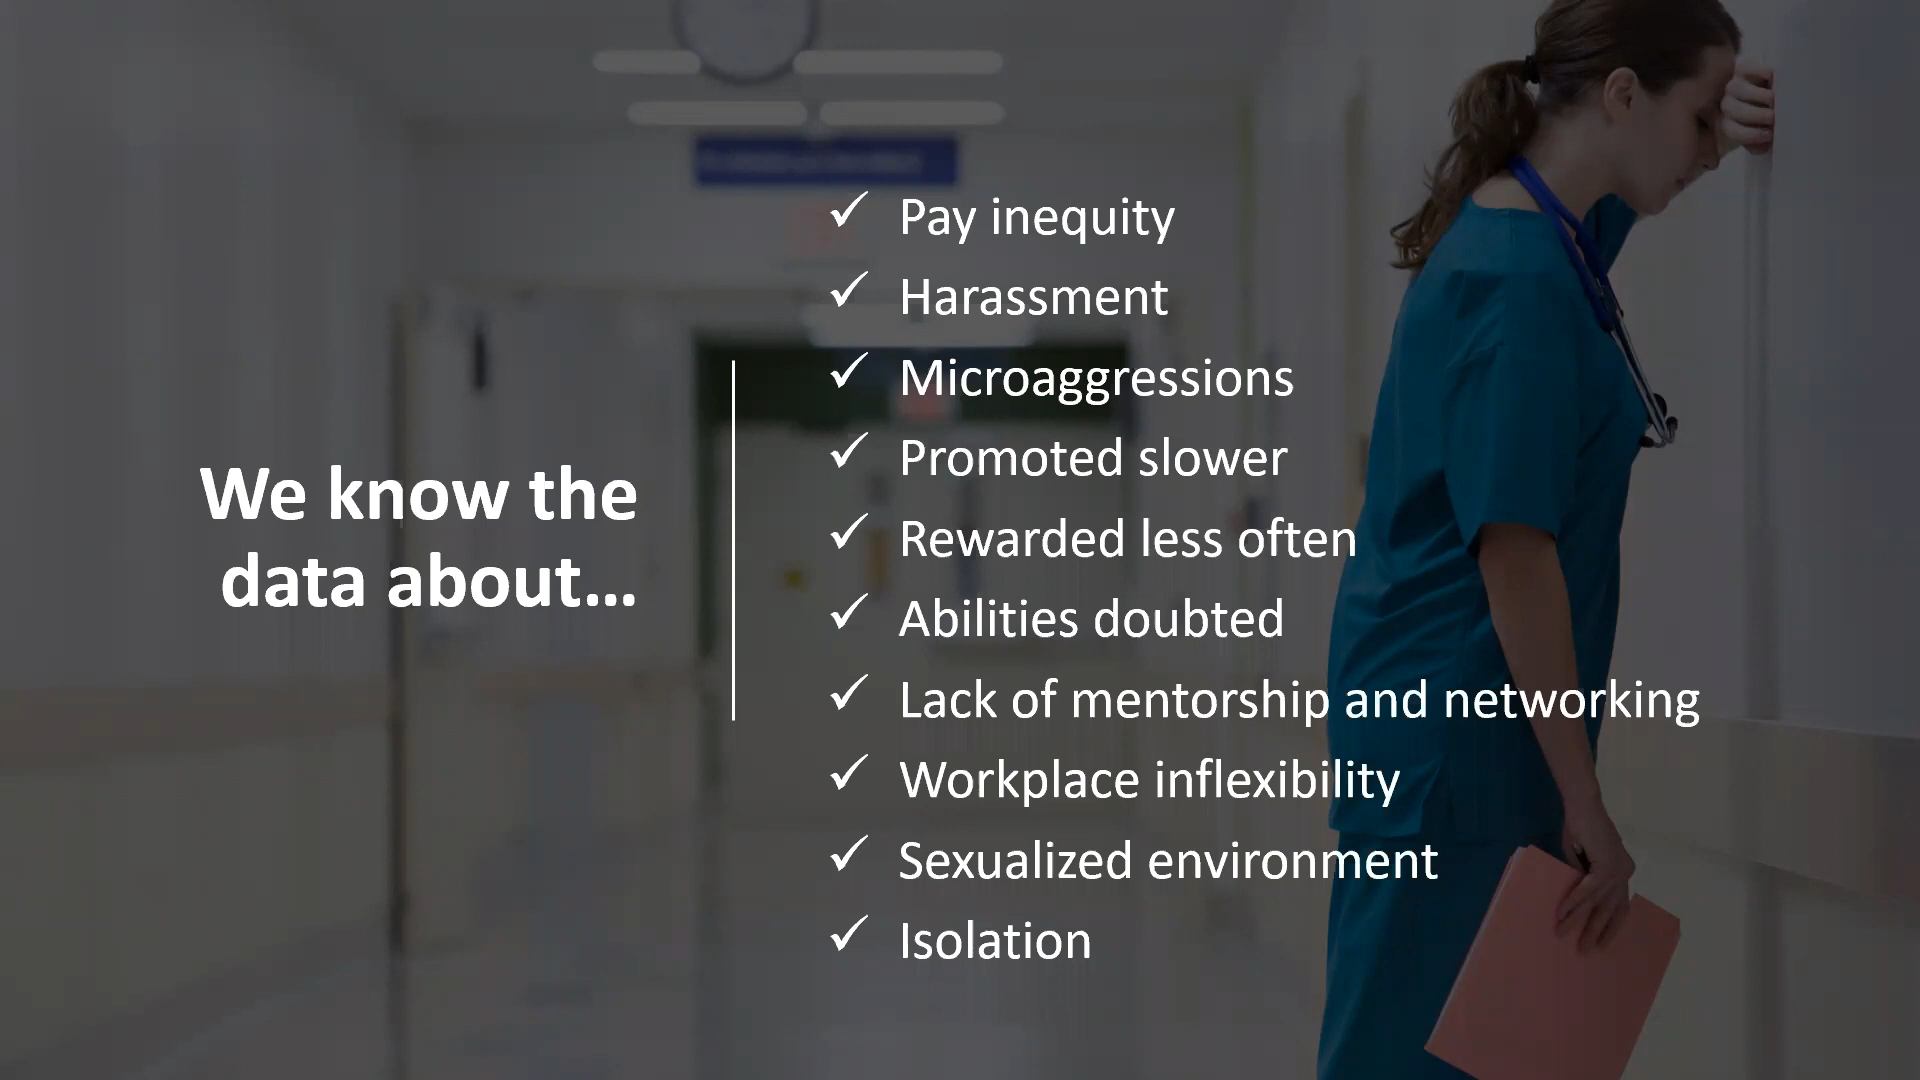 We know the
data about...
✓ Pay inequity
✓ Harassment
✓ Microaggressions
✓ Promoted slower
✓ Rewarded less often
✓ Abilities doubted
✓ Lack of mentorship and networking
✓ Workplace inflexibility
✓ Sexualized environment
✓ Isolation